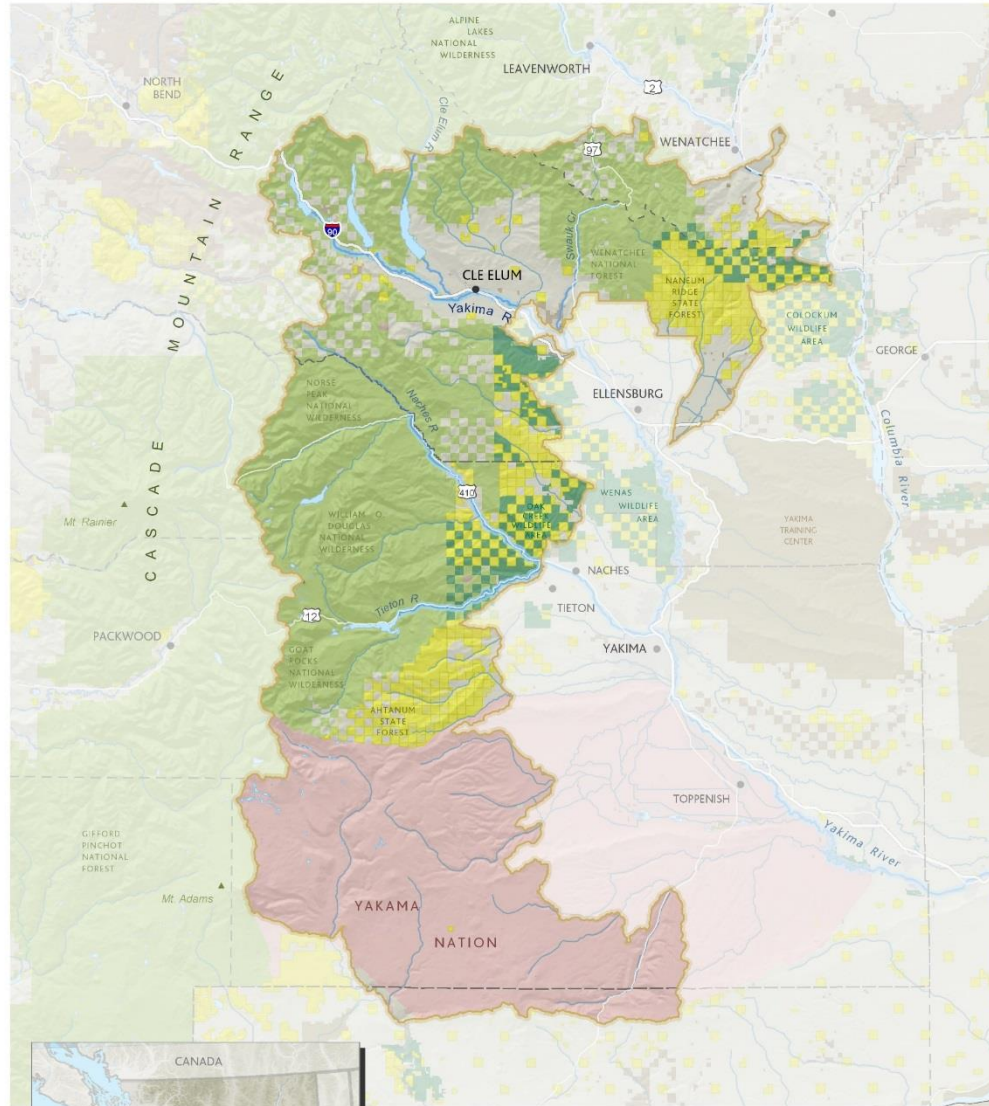 ALPINE
LAKES
NATIONAL
WILDERNESS
LEAVENWORTH
2
NORTH
BEND
CASCADE MOUNTAIN RANGE
Cle Elum R
97
WENATCHEE
90
Swauk Cr
WENATCHEE
NATIONAL
FOREST
CLE ELUM
Yakima R
NANEUM
RIDGE
STATE
FOREST
COLOCKUM
WILDLIFE
AREA
GEORGE
NORSE
PEAK
NATIONAL
WILDERNESS
Naches R
ELLENSBURG
Columbia River
410
OAK
CREEK
WILDLIFE
AREA
WENAS
WILDLIFE
AREA
YAKIMA
TRAINING
CENTER
Mt. Rainier
WILLIAM O.
DOUGLAS
NATIONAL
WILDERNESS
NACHES
TIETON
Tieton R
12
PACKWOOD
GOAT
ROCKS
NATIONAL
WILDERNESS
YAKIMA
AHTANUM
STATE
FOREST
TOPPENISH
Yakima River
GIFFORD
PINCHOT
NATIONAL
FOREST
Mt. Adams
YAKAMA
NATION
CANADA